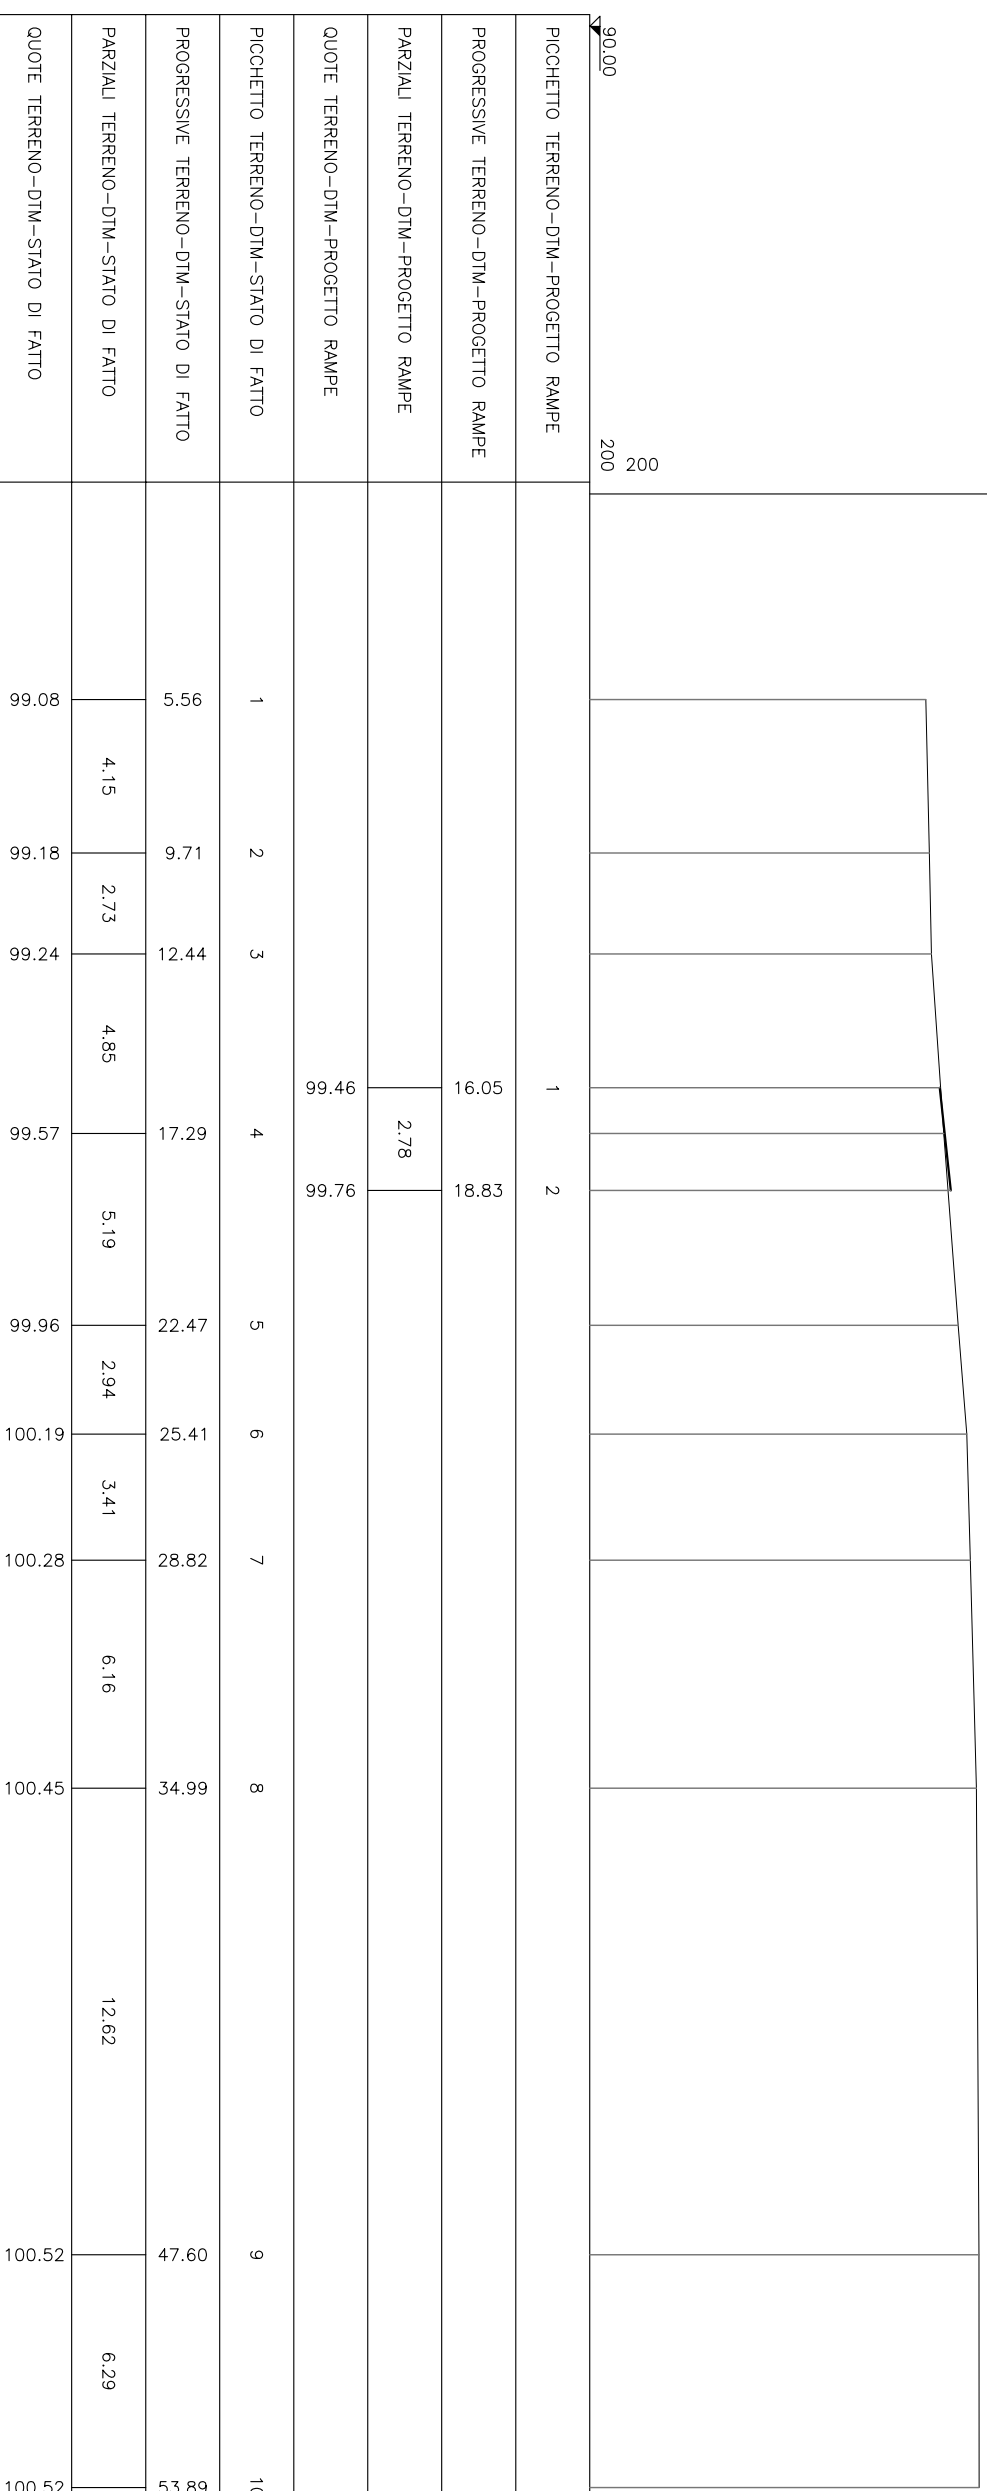 90.00
200 200
PICCHETTO TERRENO-DTM-PROGETTO RAMPE
1 2
PROGRESSIVE TERRENO-DTM-PROGETTO RAMPE
16.05 18.83
PARZIALI TERRENO-DTM-PROGETTO RAMPE
2.78
QUOTE TERRENO-DTM-PROGETTO RAMPE
99.46 99.76
PICCHETTO TERRENO-DTM-STATO DI FATTO
1 2 3 4 5 6 7 8 9 10
PROGRESSIVE TERRENO-DTM-STATO DI FATTO
5.56 9.71 12.44 17.29 22.47 25.41 28.82 34.99 47.60 53.89
PARZIALI TERRENO-DTM-STATO DI FATTO
4.15 2.73 4.85 5.19 2.94 3.41 6.16 12.62 6.29
QUOTE TERRENO-DTM-STATO DI FATTO
99.08 99.18 99.24 99.57 99.96 100.19 100.28 100.45 100.52 100.52